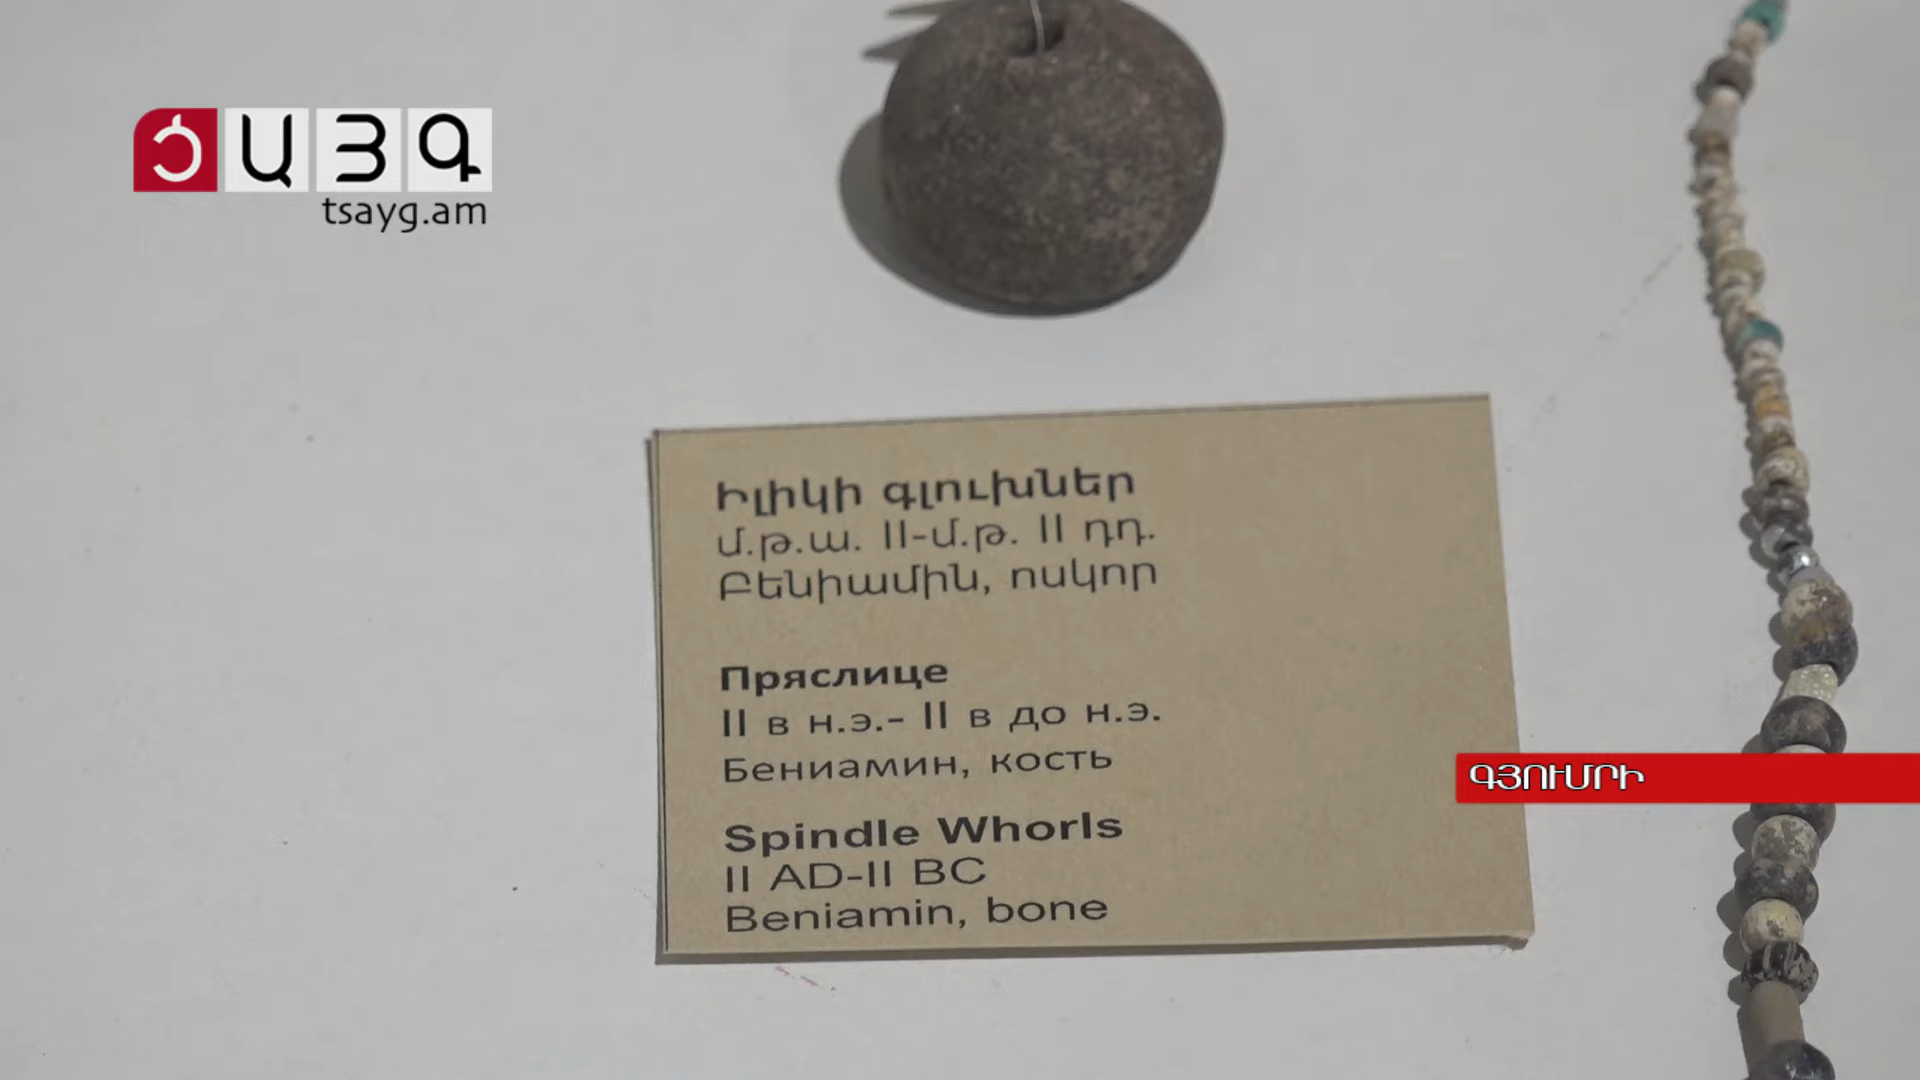 ՇԱՅԳ
tsayg.am
Իլիկի գլուխներ
մ.թ.ա. II-մ.թ. II դդ.
Բենիամին, ոսկոր
Пряслице
II в н.э.- II в до н.э.
Бениамин, кость
Spindle Whorls
II AD-II BC
Beniamin, bone
ԳՅՈՒՄՐԻ